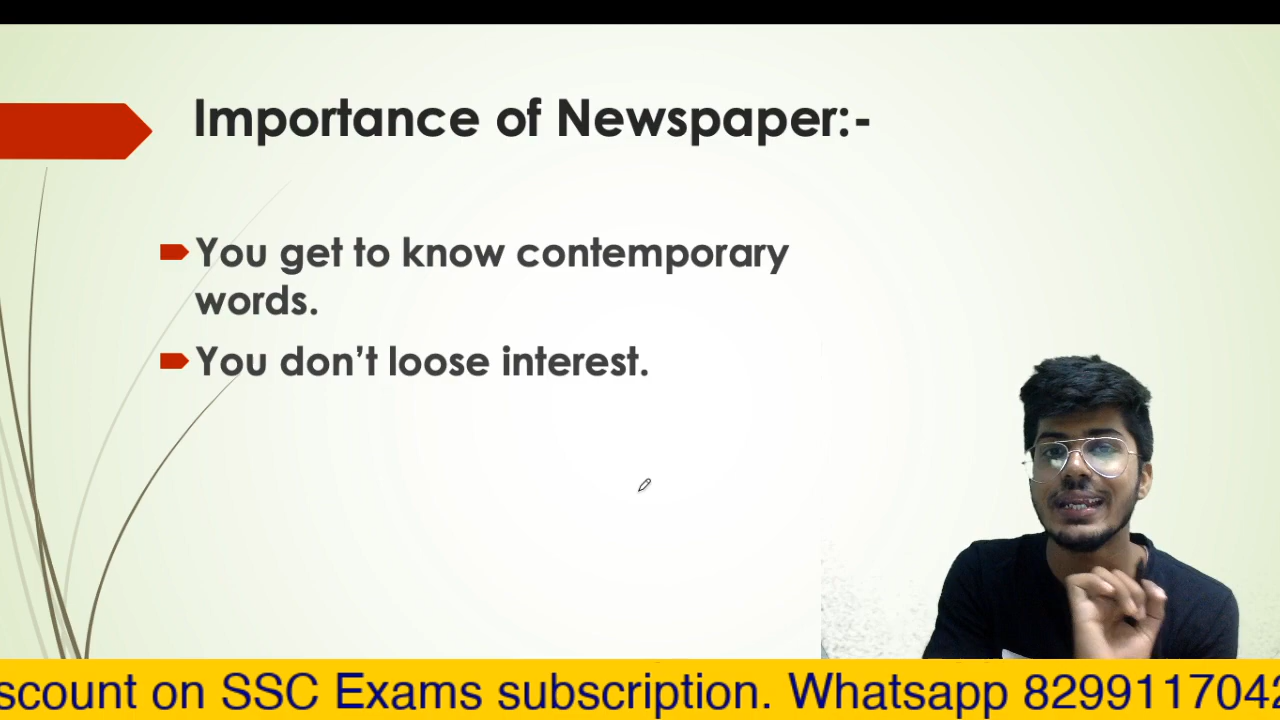 Importance of Newspaper:-
You get to know contemporary
words.
You don’t loose interest.
scount on SSC Exams subscription. Whatsapp 8299117042